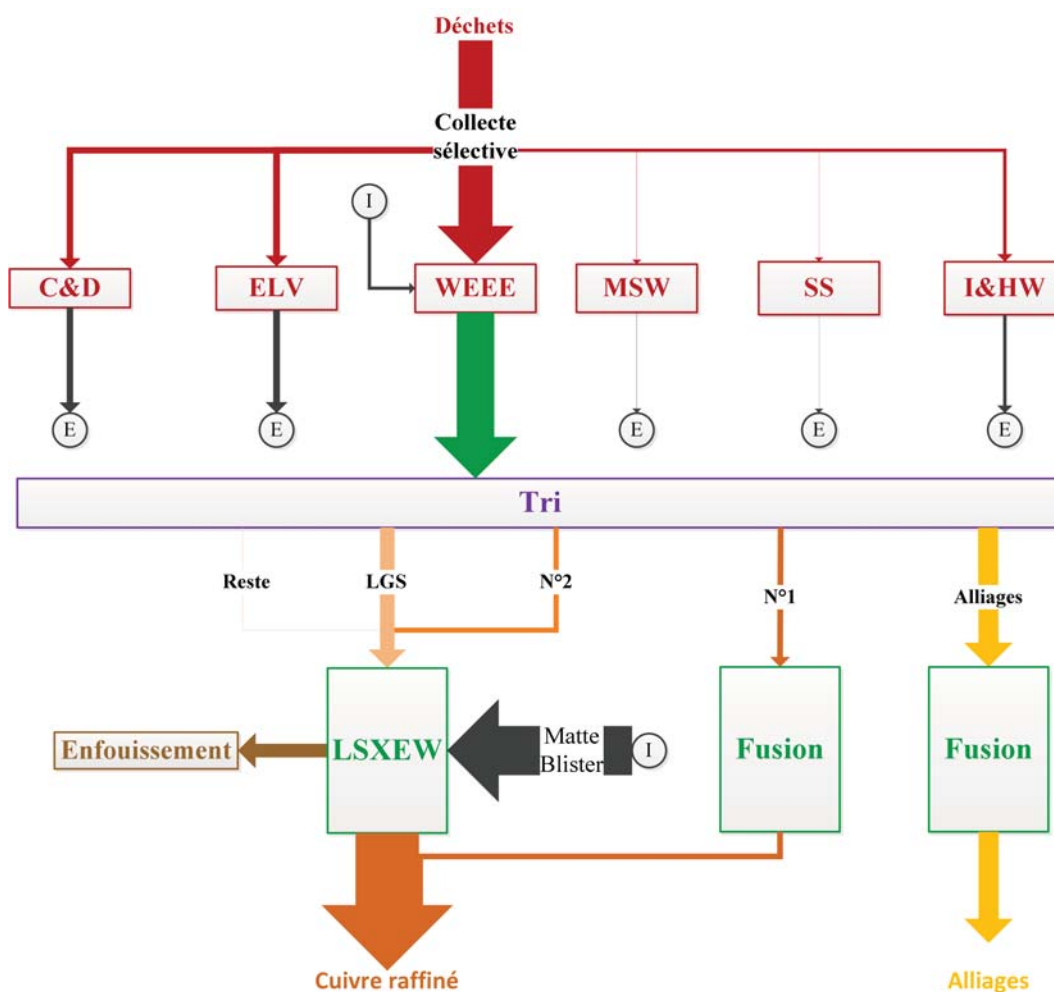 Déchets
Collecte
sélective
I
C&D
ELV
WEEE
MSW
SS
I&HW
E
E
E
E
E
Tri
Reste
LGS
N°2
N°1
Alliages
Enfouissement
LSXEW
Matte
Blister
I
Fusion
Fusion
Cuivre raffiné
Alliages